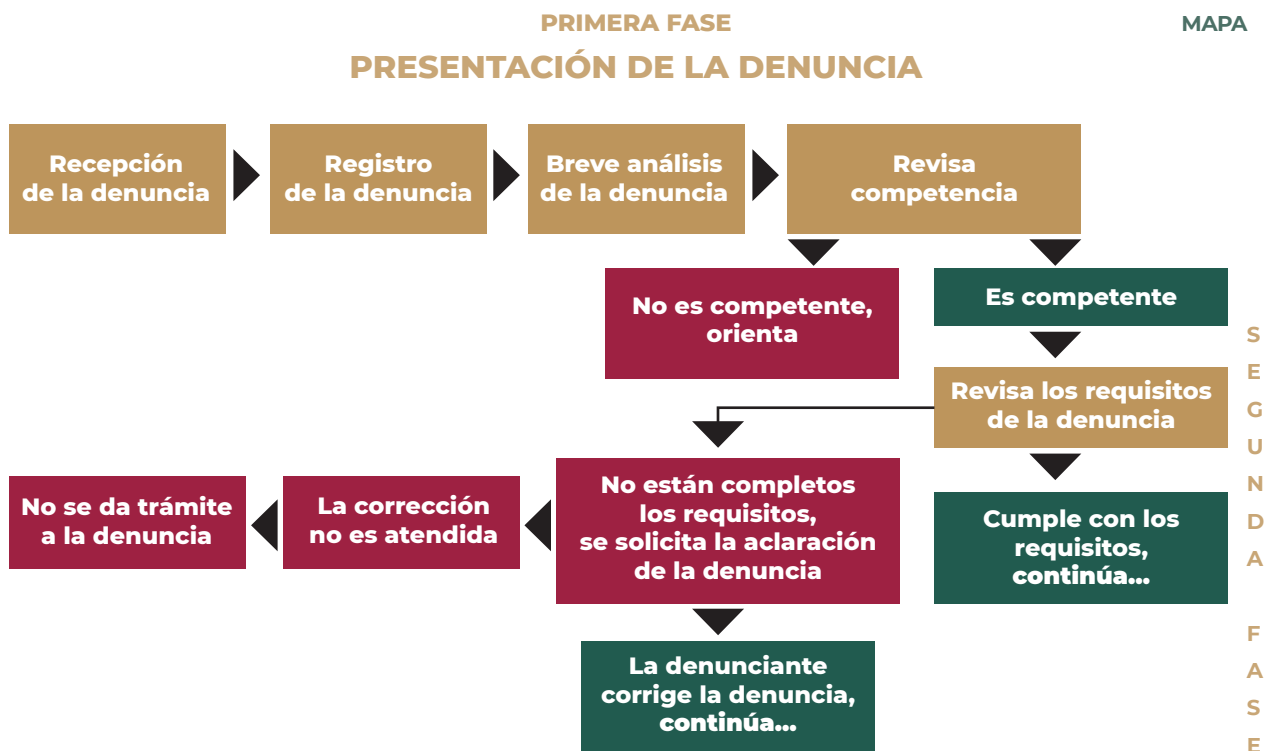 PRIMERA FASE
MAPA
PRESENTACIÓN DE LA DENUNCIA
Recepción
de la denuncia
Registro
de la denuncia
Breve análisis
de la denuncia
Revisa
competencia
No es competente,
orienta
Es competente
Revisa los requisitos
de la denuncia
No se da trámite
a la denuncia
La corrección
no es atendida
No están completos
los requisitos,
se solicita la aclaración
de la denuncia
Cumple con los
requisitos,
continúa...
La denunciante
corrige la denuncia,
continúa...
SEGUNDA FASE